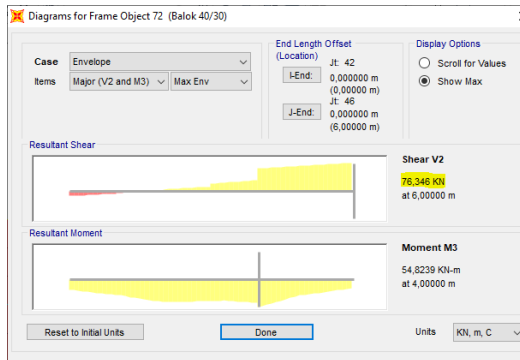 Diagrams for Frame Object 72 (Balok 40/30)
Case Envelope
Items Major (V2 and M3) Max Env
End Length Offset
(Location)
Jt: 42
I-End: 0,000000 m
(0,00000 m)
Jt: 46
J-End: 0,000000 m
(6,00000 m)
Display Options
Scroll for Values
Show Max
Resultant Shear
Shear V2
76,346 KN
at 6,00000 m
Resultant Moment
Moment M3
54,8239 KN-m
at 4,00000 m
Reset to Initial Units Done Units KN, m, C